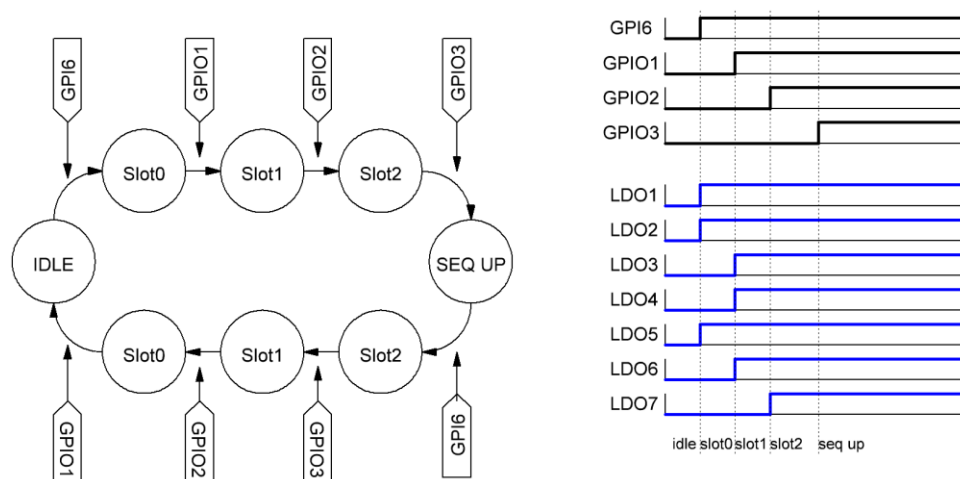 GPI6
GPIO1
GPIO2
GPIO3
Slot0
Slot1
Slot2
IDLE
SEQ UP
Slot0
Slot1
Slot2
GPIO1
GPIO2
GPIO3
GPI6
GPI6
GPIO1
GPIO2
GPIO3
LDO1
LDO2
LDO3
LDO4
LDO5
LDO6
LDO7
idle slot0 slot1 slot2 seq up